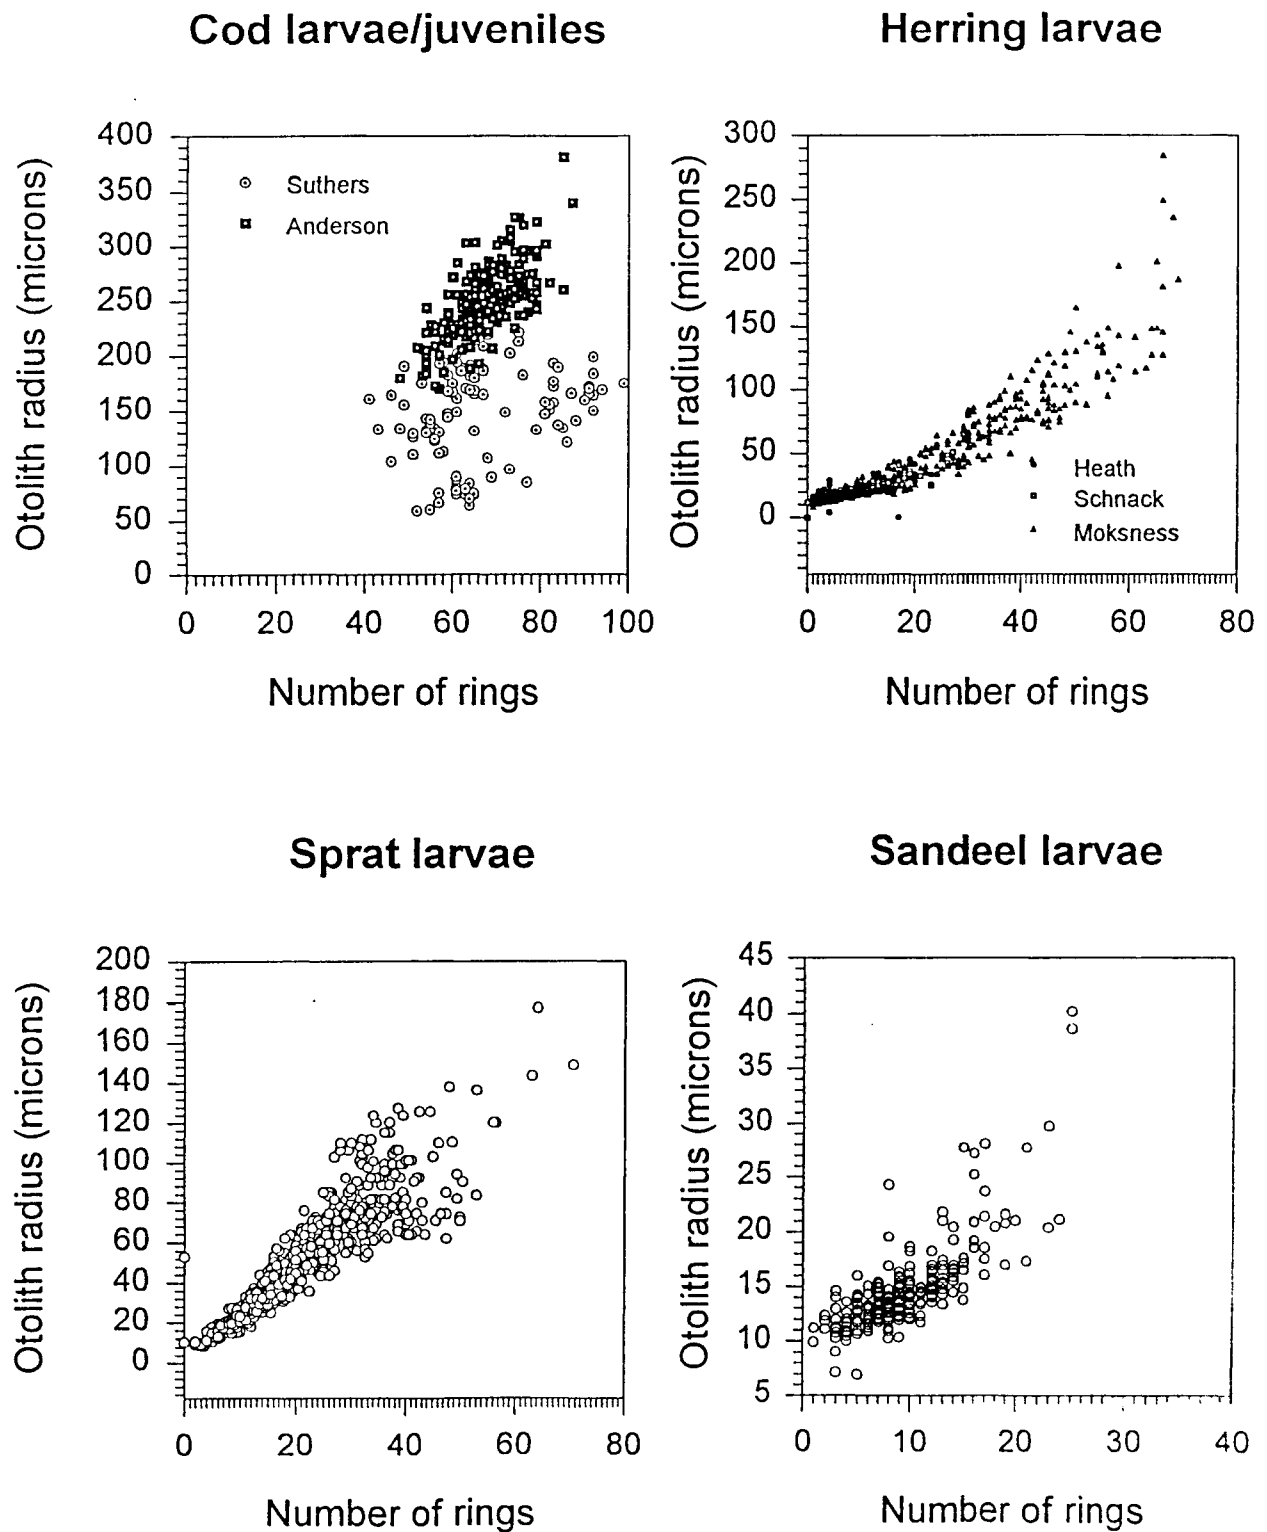 Cod larvae/juveniles
Otolith radius (microns)
400
350
300
250
200
150
100
50
0
Suthers
Anderson
0 20 40 60 80 100
Number of rings
Herring larvae
Otolith radius (microns)
300
250
200
150
100
50
0
Heath
Schnack
Moksness
0 20 40 60 80
Number of rings
Sprat larvae
Otolith radius (microns)
200
180
160
140
120
100
80
60
40
20
0
0 20 40 60 80
Number of rings
Sandeel larvae
Otolith radius (microns)
45
40
35
30
25
20
15
10
5
0 10 20 30 40
Number of rings